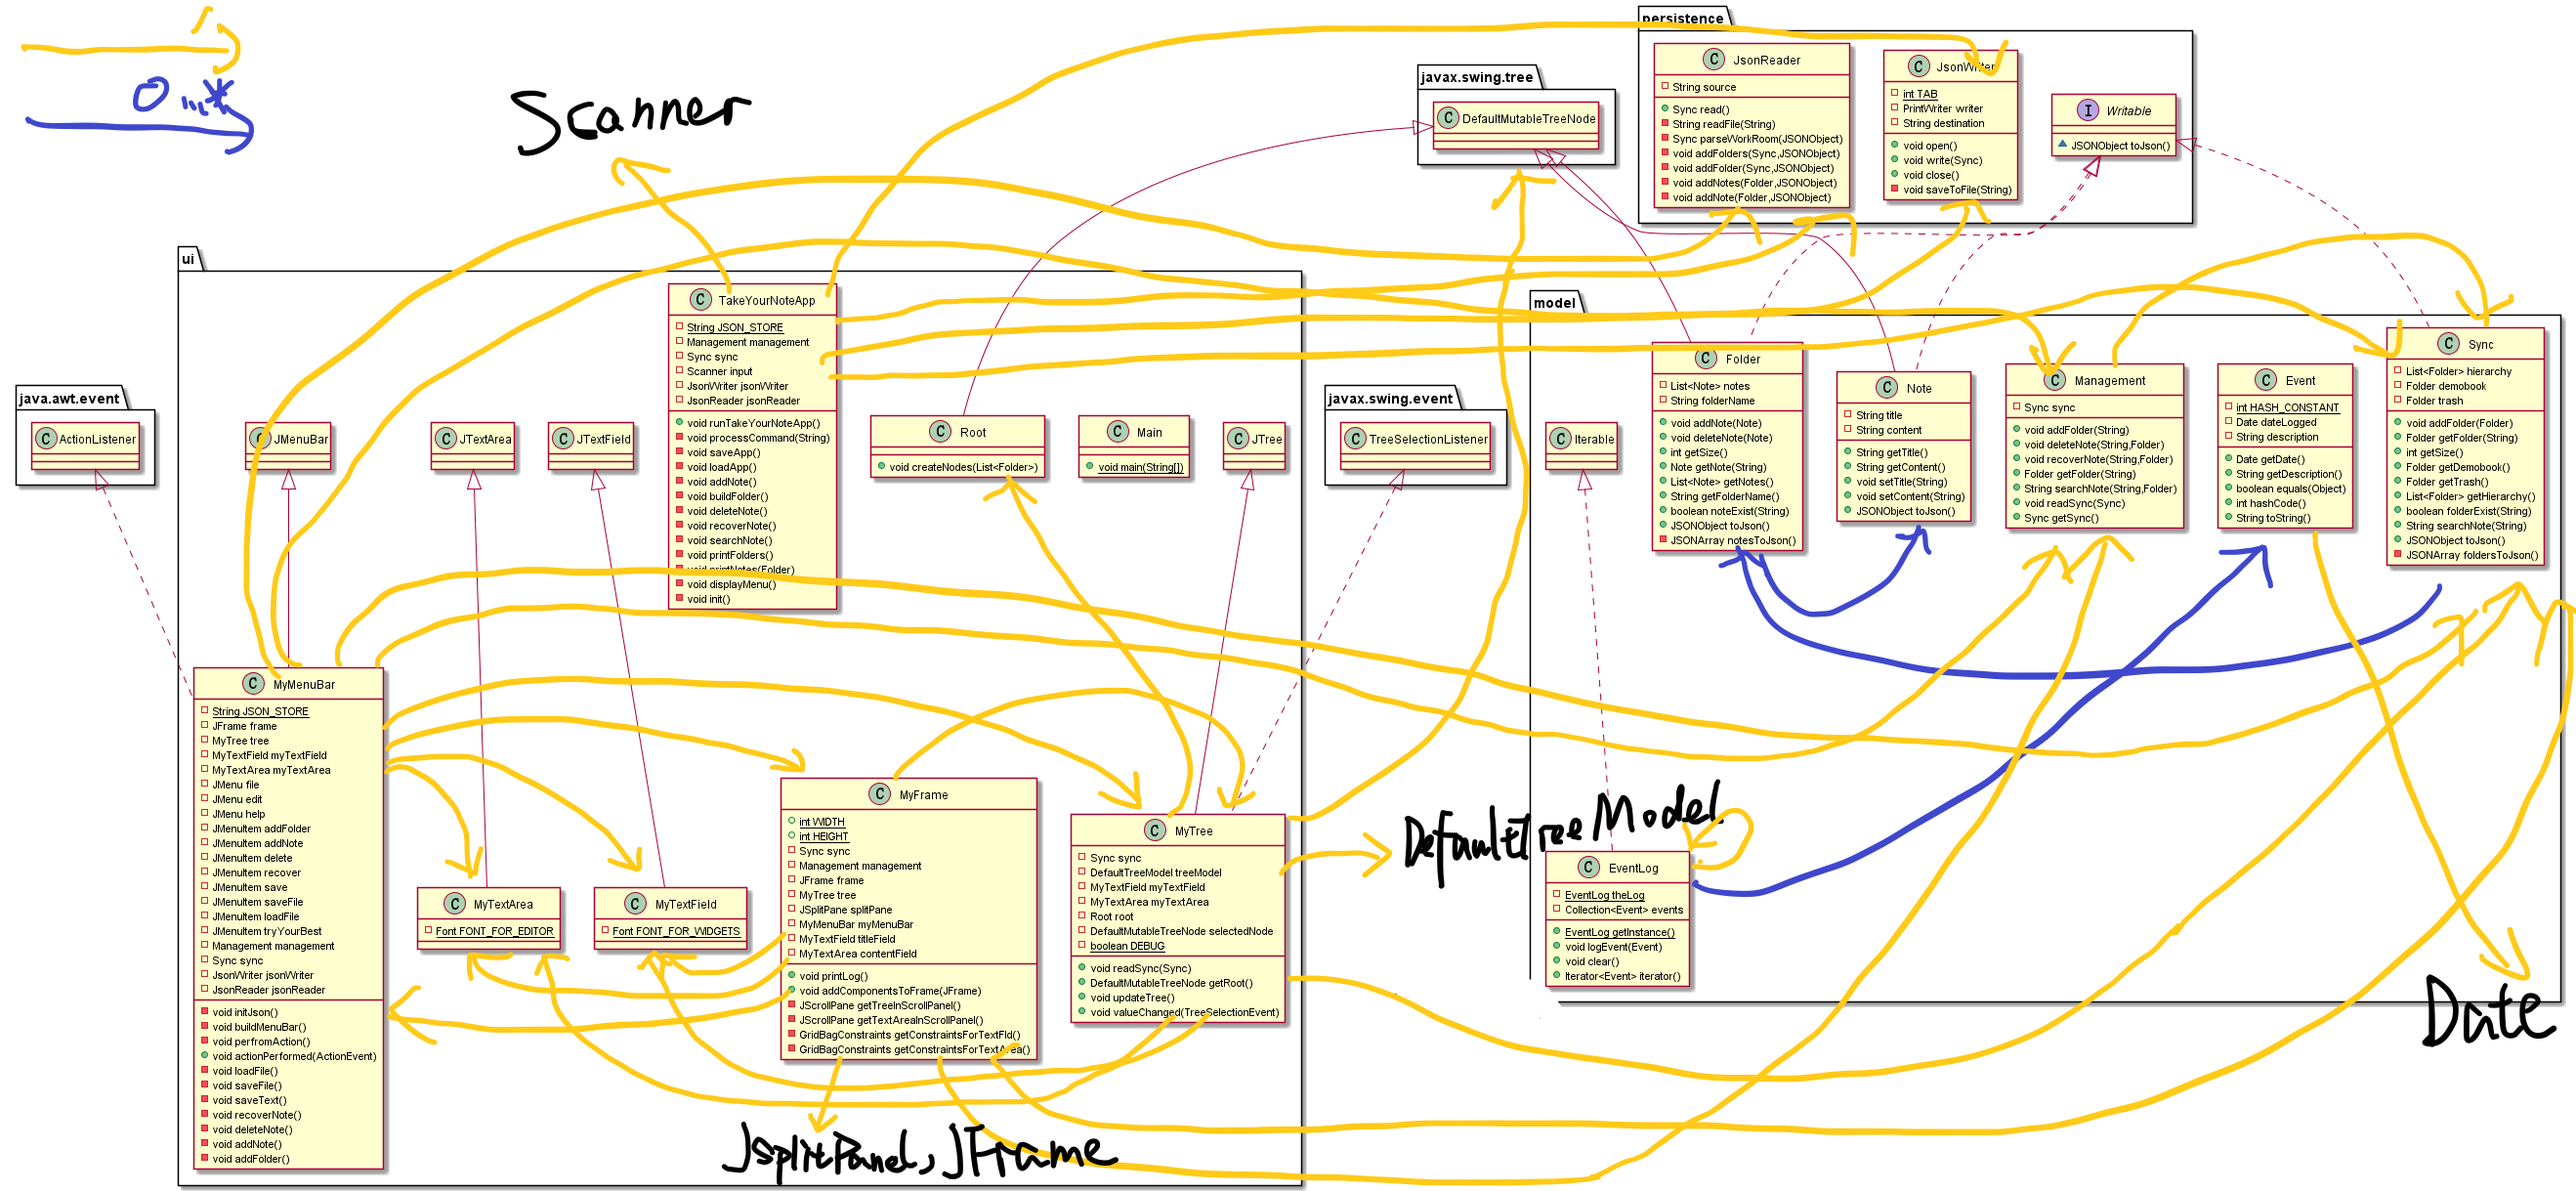 0..*
Scanner
persistence
C JsonReader
String source
Sync read()
String readFile(String)
Sync parseWorkRoom(JSONObject)
void addFolders(Sync,JSONObject)
void addFolder(Sync,JSONObject)
void addNotes(Folder,JSONObject)
void addNote(Folder,JSONObject)
C JsonWriter
int TAB
PrintWriter writer
String destination
void open()
void write(Sync)
void close()
void saveToFile(String)
I Writable
JSONObject toJson()
javax.swing.tree
C DefaultMutableTreeNode
ui
C TakeYourNoteApp
String JSON_STORE
Management management
Sync sync
Scanner input
JsonWriter jsonWriter
JsonReader jsonReader
void runTakeYourNoteApp()
void processCommand(String)
void saveApp()
void loadApp()
void addNote()
void buildFolder()
void deleteNote()
void recoverNote()
void searchNote()
void printFolders()
void printNotes(Folder)
void displayMenu()
void init()
java.awt.event
C ActionListener
C JMenuBar
C JTextArea
C JTextField
C Root
void createNodes(List<Folder>)
C Main
void main(String[])
C JTree
javax.swing.event
C TreeSelectionListener
model
C Iterable
C Folder
List<Note> notes
String folderName
void addNote(Note)
void deleteNote(Note)
int getSize()
Note getNote(String)
List<Note> getNotes()
String getFolderName()
boolean noteExist(String)
JSONObject toJson()
JSONArray notesToJson()
C Note
String title
String content
String getTitle()
String getContent()
void setTitle(String)
void setContent(String)
JSONObject toJson()
C Management
Sync sync
void addFolder(String)
void deleteNote(String,Folder)
void recoverNote(String,Folder)
Folder getFolder(String)
String searchNote(String,Folder)
void readSync(Sync)
Sync getSync()
C Event
int HASH_CONSTANT
Date dateLogged
String description
Date getDate()
String getDescription()
boolean equals(Object)
int hashCode()
String toString()
C Sync
List<Folder> hierarchy
Folder demobook
Folder trash
void addFolder(Folder)
Folder getFolder(String)
int getSize()
Folder getDemobook()
Folder getTrash()
List<Folder> getHierarchy()
boolean folderExist(String)
String searchNote(String)
JSONObject toJson()
JSONArray foldersToJson()
C MyMenuBar
String JSON_STORE
JFrame frame
MyTree tree
MyTextField myTextField
MyTextArea myTextArea
JMenu file
JMenu edit
JMenu help
JMenuItem addFolder
JMenuItem addNote
JMenuItem delete
JMenuItem recover
JMenuItem save
JMenuItem saveFile
JMenuItem loadFile
JMenuItem tryYourBest
Management management
Sync sync
JsonWriter jsonWriter
JsonReader jsonReader
void initJson()
void buildMenuBar()
void perfromAction()
void actionPerformed(ActionEvent)
void loadFile()
void saveFile()
void saveText()
void recoverNote()
void deleteNote()
void addNote()
void addFolder()
C MyTextArea
Font FONT_FOR_EDITOR
C MyTextField
Font FONT_FOR_WIDGETS
C MyFrame
int WIDTH
int HEIGHT
Sync sync
Management management
JFrame frame
MyTree tree
JSplitPane splitPane
MyMenuBar myMenuBar
MyTextField titleField
MyTextArea contentField
void printLog()
void addComponentsToFrame(JFrame)
JScrollPane getTreeInScrollPanel()
JScrollPane getTextAreaInScrollPanel()
GridBagConstraints getConstraintsForTextFld()
GridBagConstraints getConstraintsForTextArea()
C MyTree
Sync sync
DefaultTreeModel treeModel
MyTextField myTextField
MyTextArea myTextArea
Root root
DefaultMutableTreeNode selectedNode
boolean DEBUG
void readSync(Sync)
DefaultMutableTreeNode getRoot()
void updateTree()
void valueChanged(TreeSelectionEvent)
DefaultTree Model
C EventLog
EventLog theLog
Collection<Event> events
EventLog getInstance()
void logEvent(Event)
void clear()
Iterator<Event> iterator()
Date
JsplitPanel, JFrame